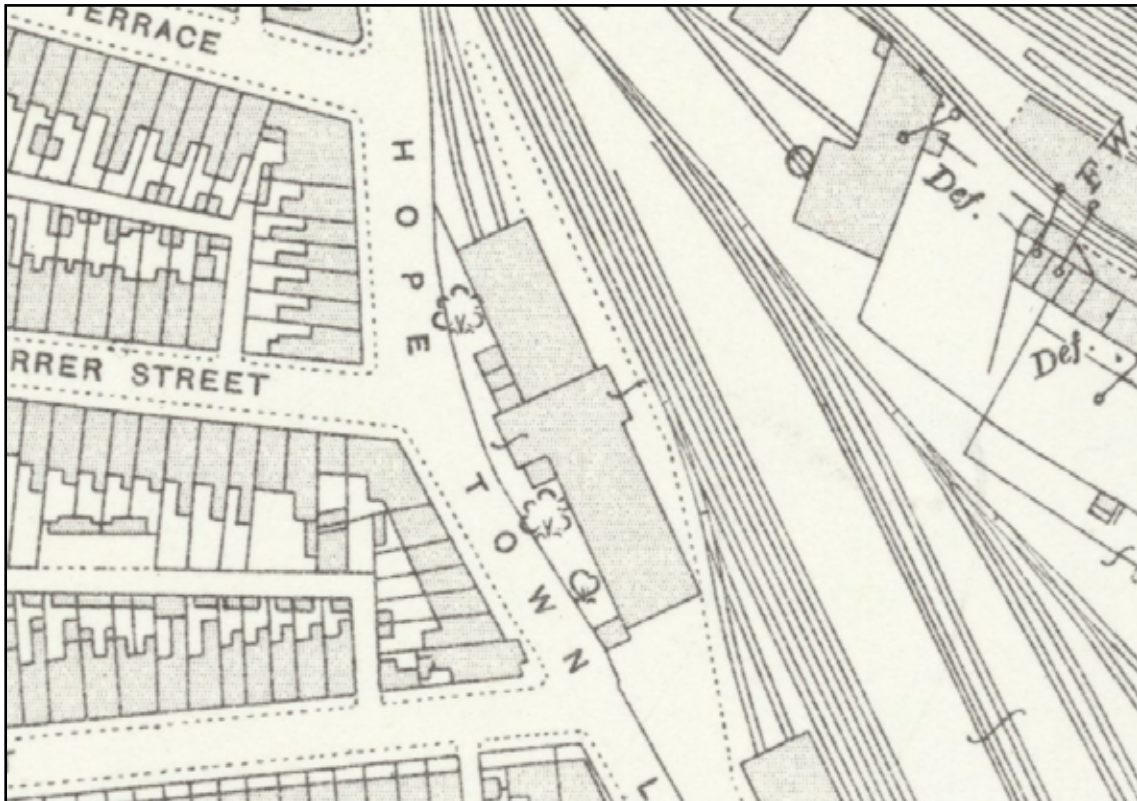 TERRACE
HOPE TOWN L
RRER STREET
Def.
F. W.
Def.